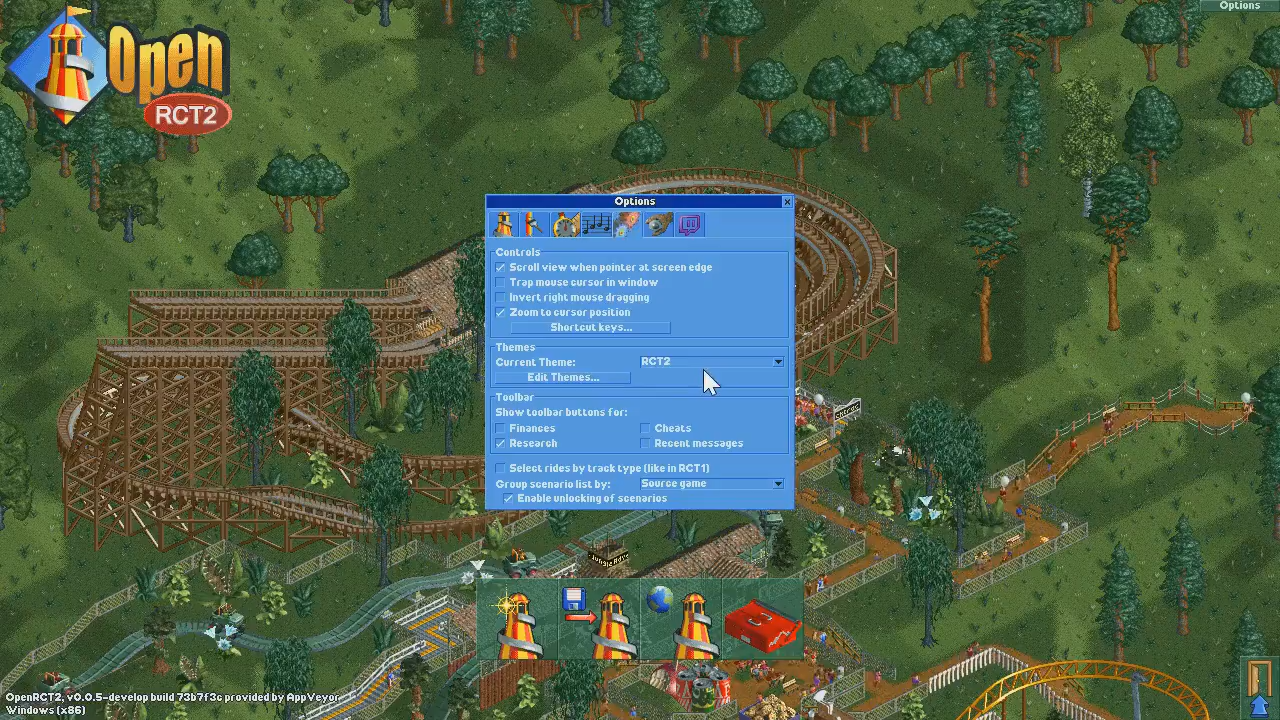 Options
Open
RCT2
Options
Controls
Scroll view when pointer at screen edge
Trap mouse cursor in window
Invert right mouse dragging
Zoom to cursor position
Shortcut keys...
Themes
Current Theme: RCT2
Edit Themes...
Toolbar
Show toolbar buttons for:
Finances Cheats
Research Recent messages
Select rides by track type (like in RCT1)
Group scenario list by: Source game
Enable unlocking of scenarios
OpenRCT2, v0.0.5-develop build 73b7f3c provided by AppVeyor
Windows (x86)